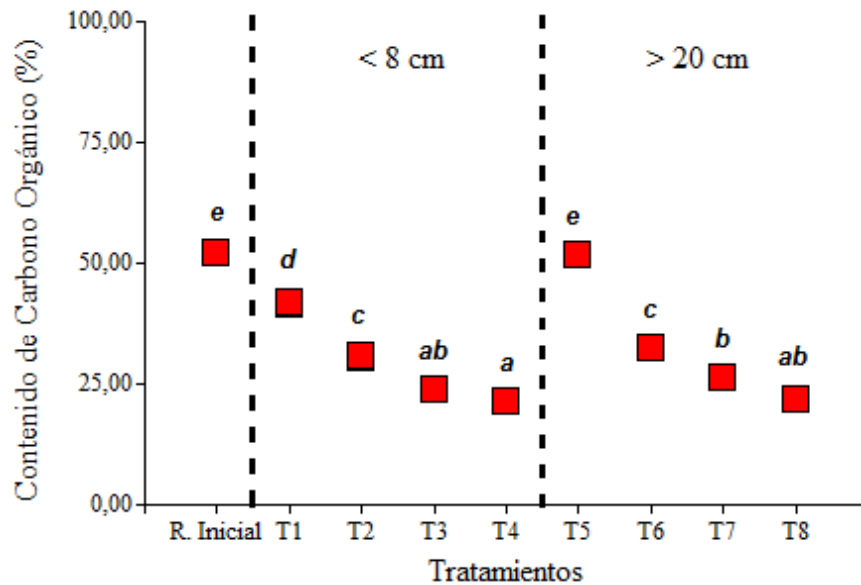 Contenido de Carbono Orgánico (%)
100,00
75,00
50,00
25,00
0,00
< 8 cm
> 20 cm
e
d
c
ab
a
e
c
b
ab
R. Inicial T1 T2 T3 T4 T5 T6 T7 T8
Tratamientos